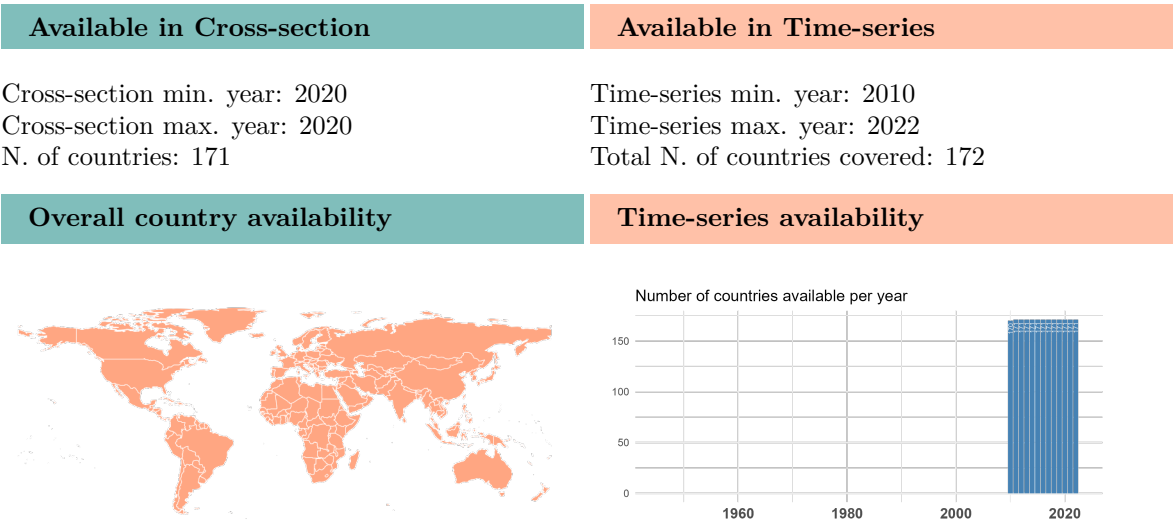 Available in Cross-section
Available in Time-series
Cross-section min. year: 2020
Cross-section max. year: 2020
N. of countries: 171
Time-series min. year: 2010
Time-series max. year: 2022
Total N. of countries covered: 172
Overall country availability
Time-series availability
Number of countries available per year
150
100
50
0
1960
1980
2000
2020